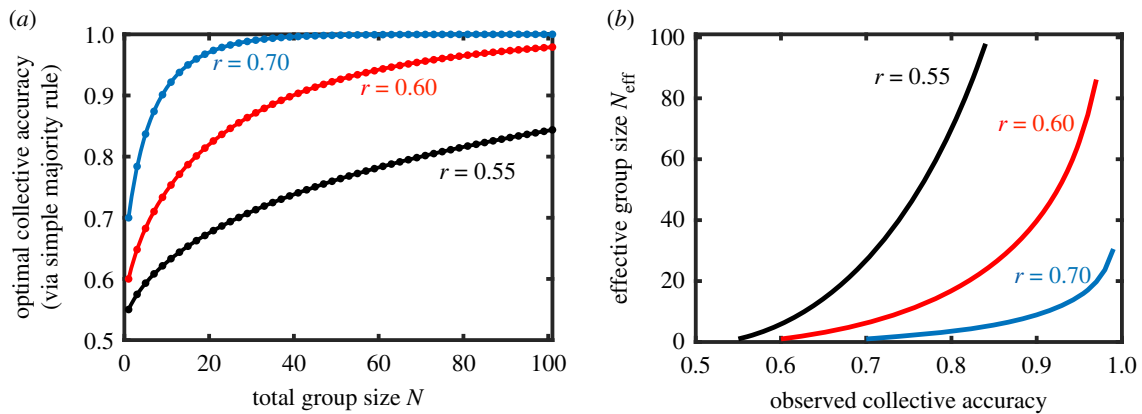 (a)
optimal collective accuracy
(via simple majority rule)
1.0
0.9
0.8
0.7
0.6
0.5
r = 0.70
r = 0.60
r = 0.55
0 20 40 60 80 100
total group size N
(b)
effective group size Neff
100
80
60
40
20
0
r = 0.55
r = 0.60
r = 0.70
0.5 0.6 0.7 0.8 0.9 1.0
observed collective accuracy